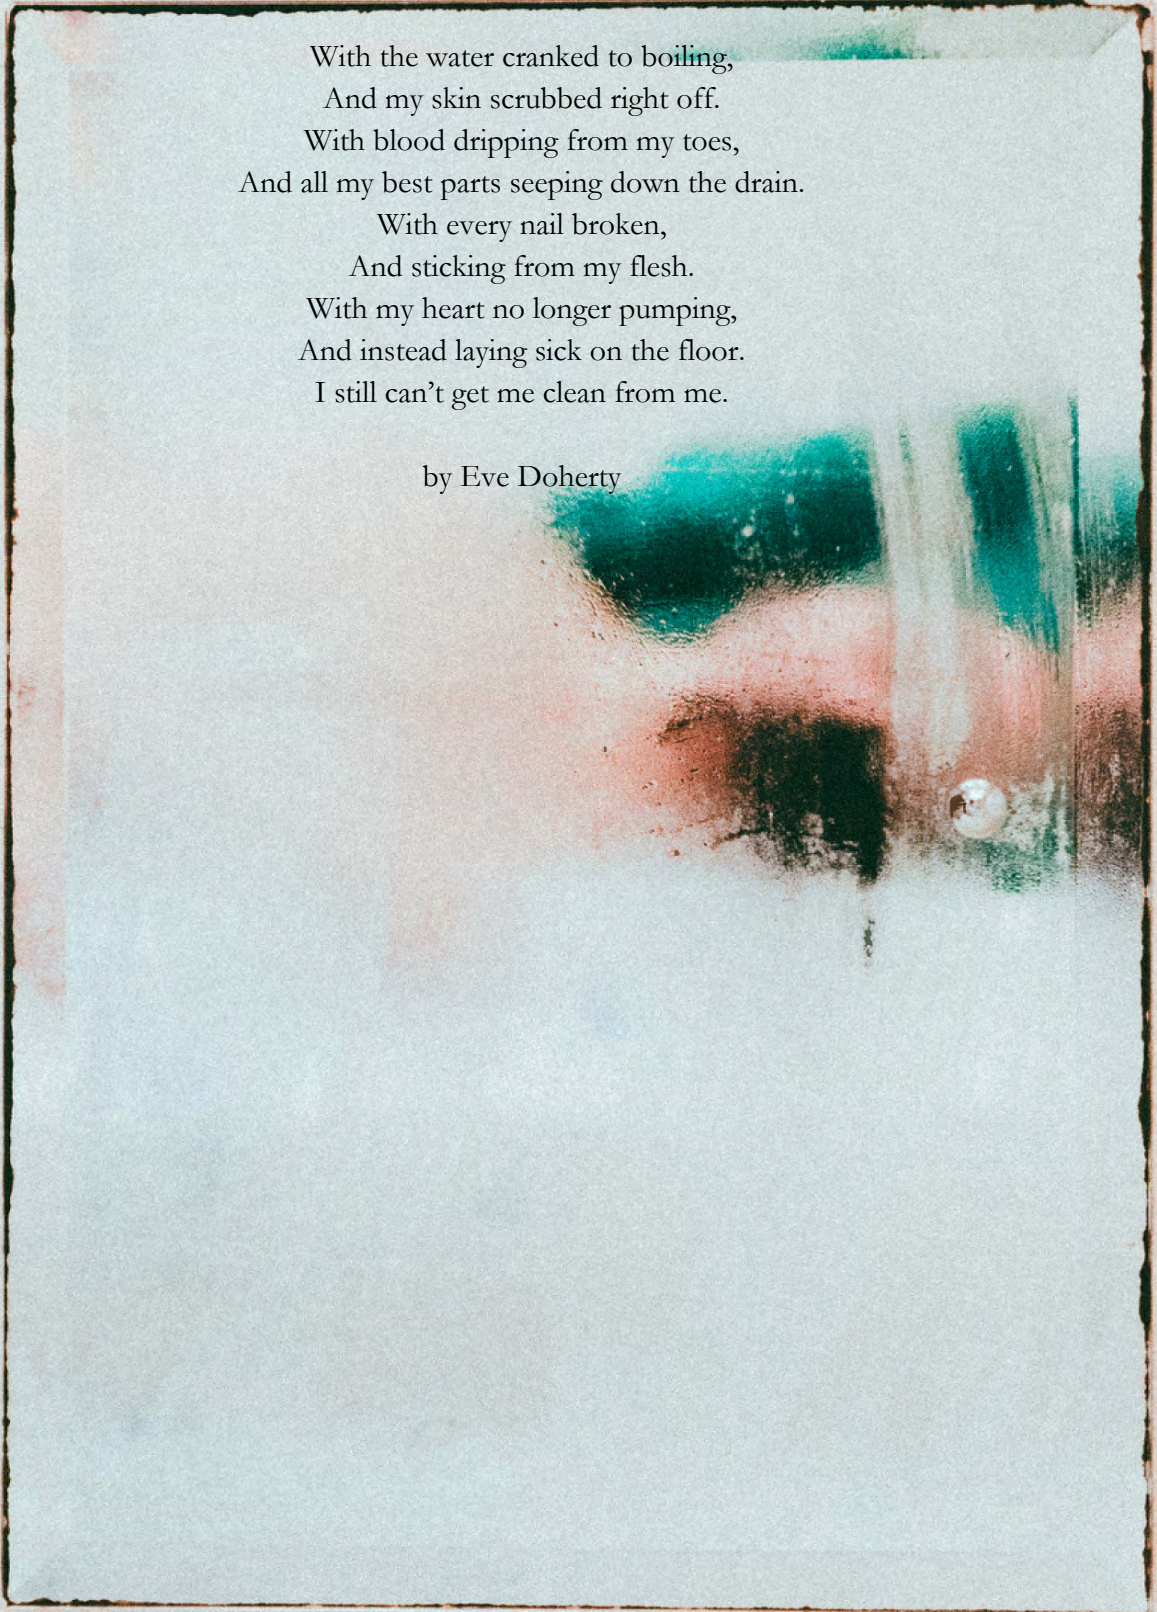 With the water cranked to boiling,
And my skin scrubbed right off.
With blood dripping from my toes,
And all my best parts seeping down the drain.
With every nail broken,
And sticking from my flesh.
With my heart no longer pumping,
And instead laying sick on the floor.
I still can’t get me clean from me.
by Eve Doherty